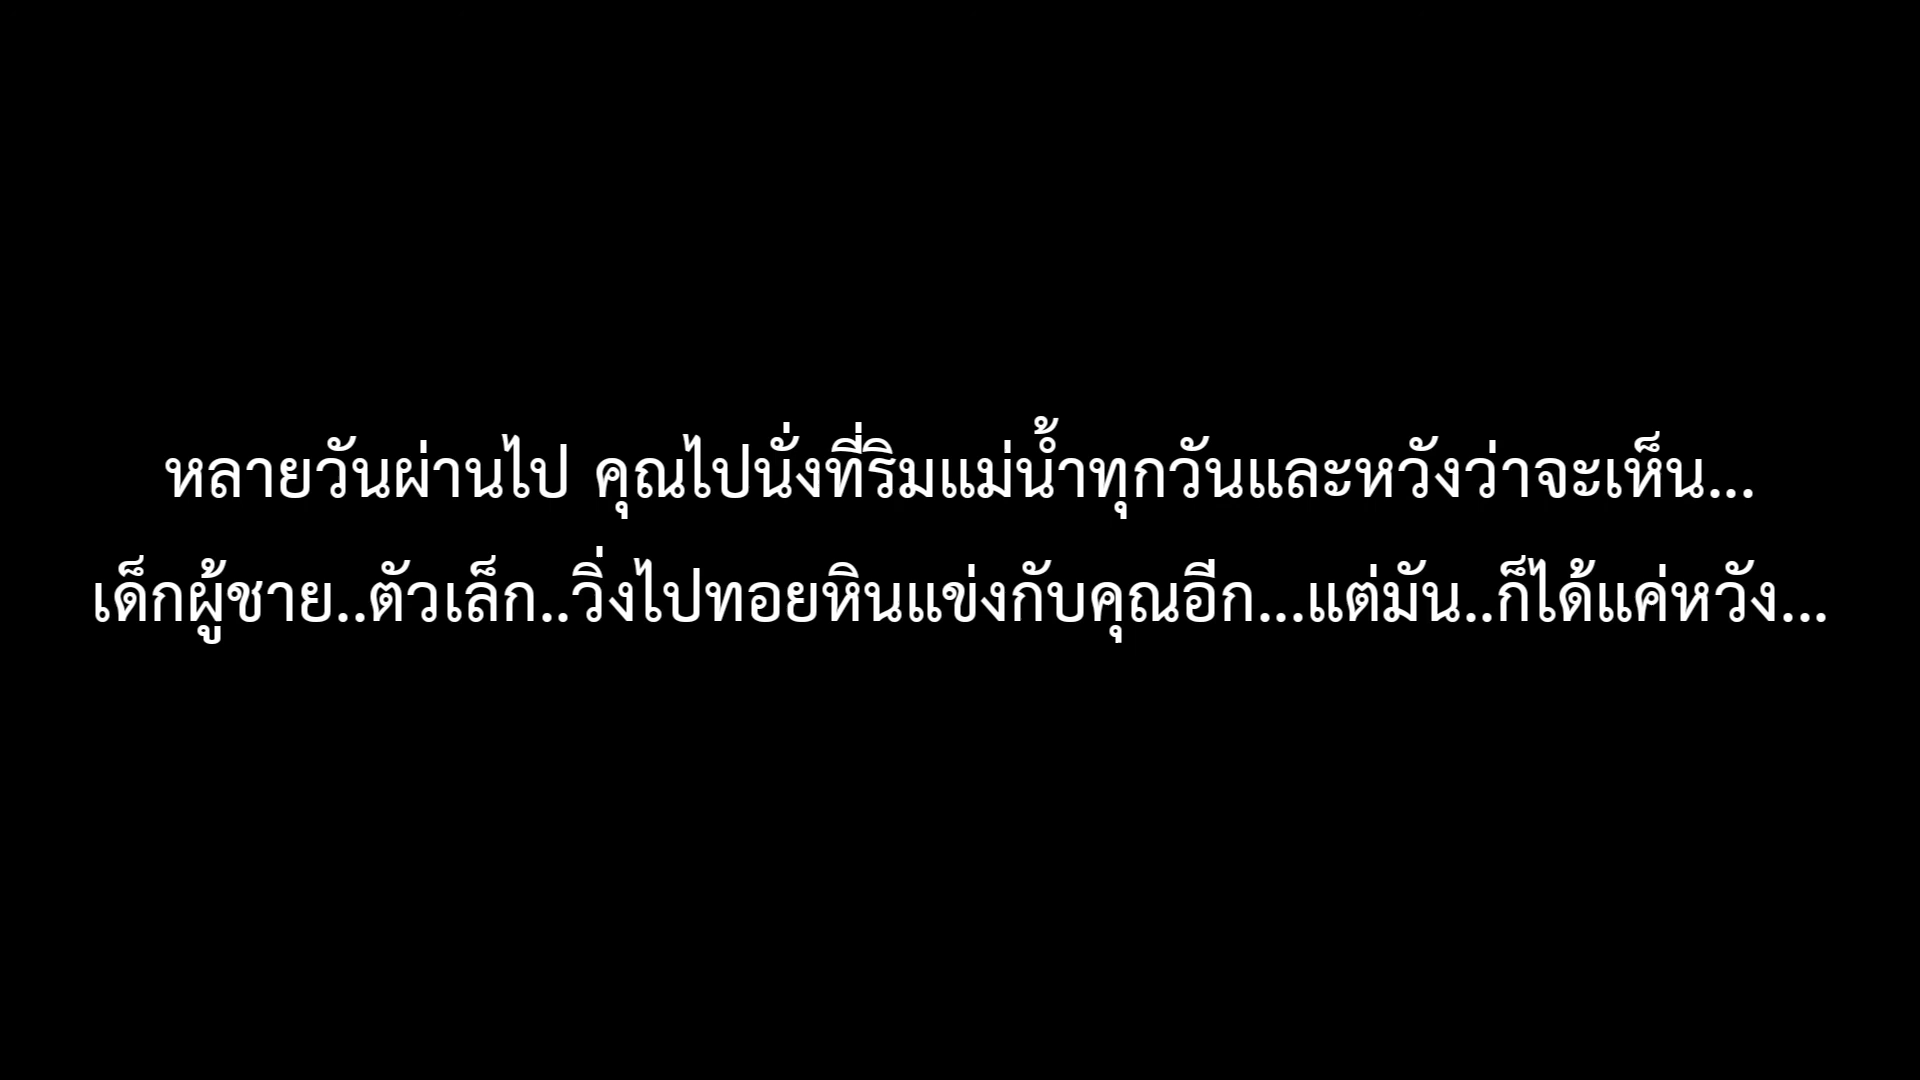 หลายวันผ่านไป คุณไปนั่งที่ริมแม่น้ำทุกวันและหวังว่าจะเห็น...
เด็กผู้ชาย..ตัวเล็ก..วิ่งไปทอยหินแข่งกับคุณอีก...แต่มัน..ก็ได้แค่หวัง...